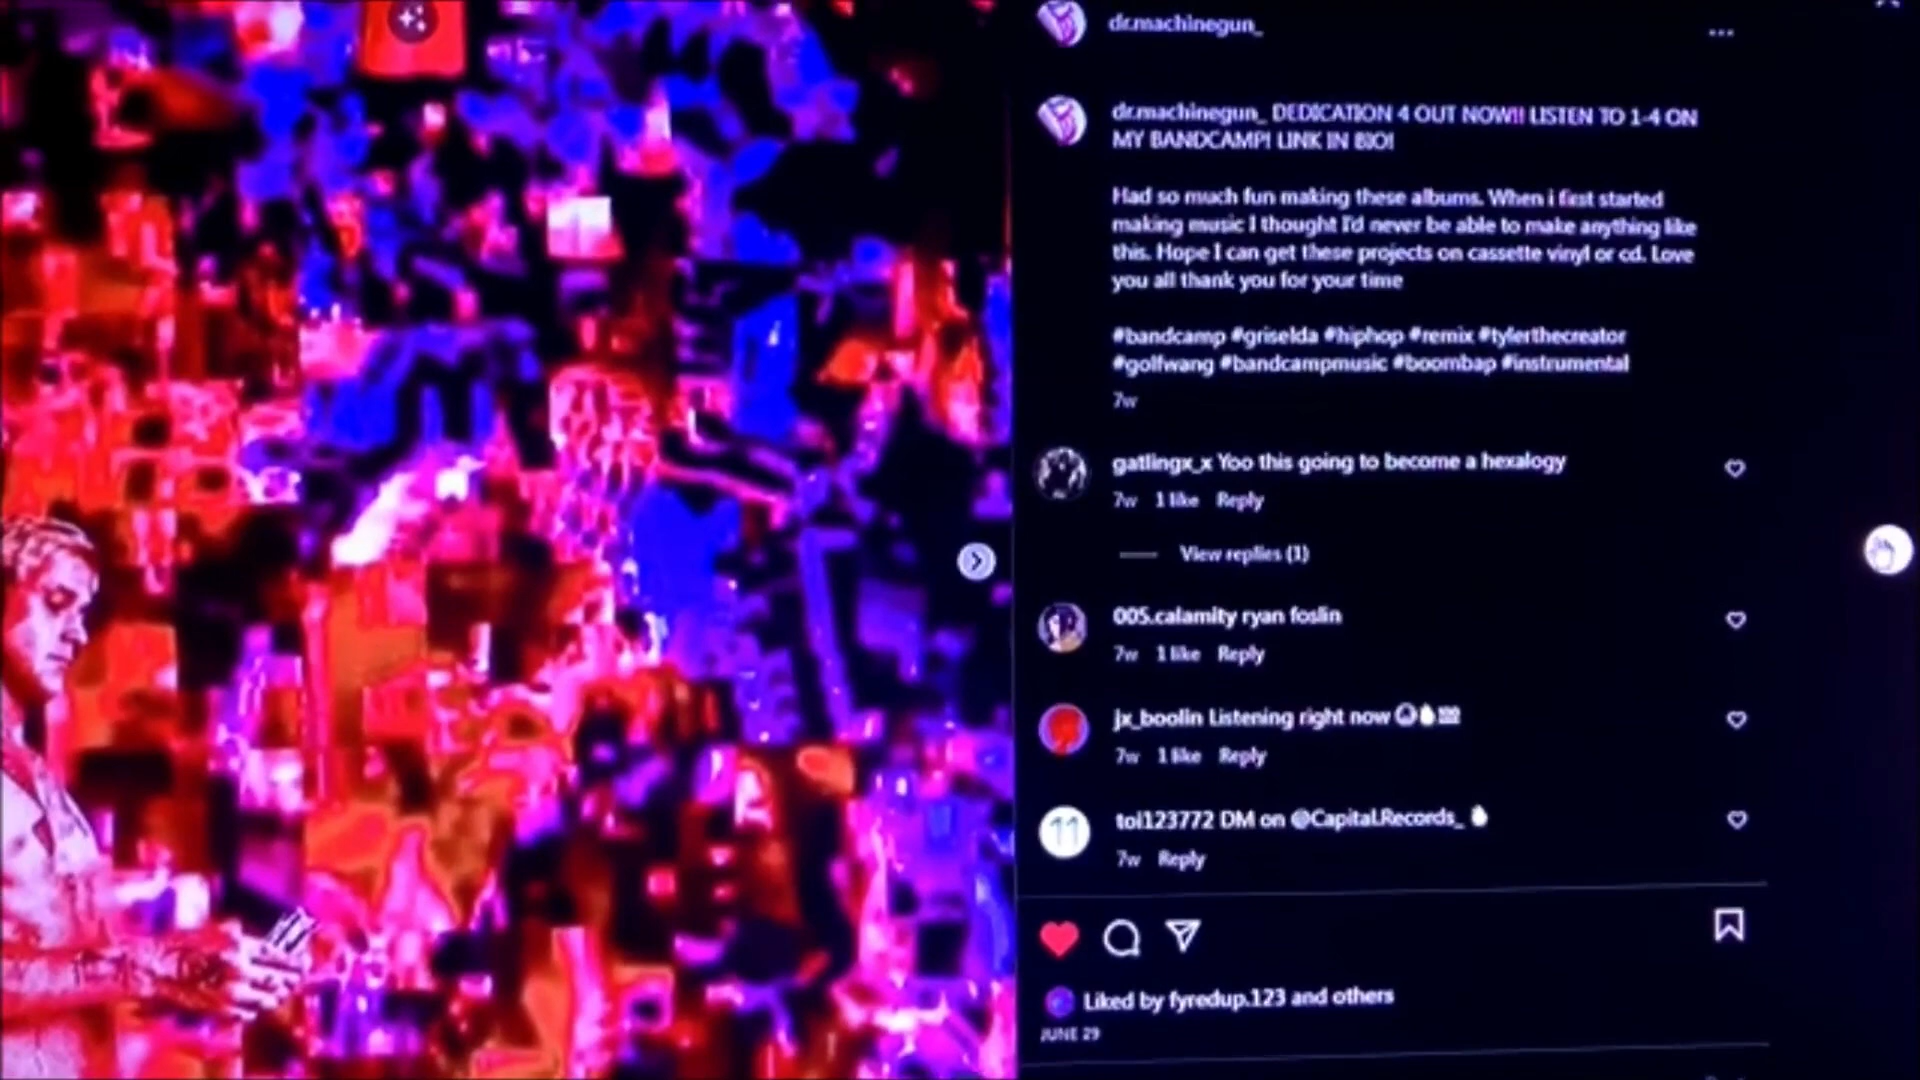 dr.machinegun_
dr.machinegun_ DEDICATION 4 OUT NOW!! LISTEN TO 1-4 ON
MY BANDCAMP! LINK IN BIO!
Had so much fun making these albums. When i first started
making music I thought I'd never be able to make anything like
this. Hope I can get these projects on cassette vinyl or cd. Love
you all thank you for your time
#bandcamp #griselda #hiphop #remix #tylerthecreator
#golfwang #bandcampmusic #boombap #instrumental
7w
gatlingx_x Yoo this going to become a hexalogy
7w 1 like Reply
View replies (1)
005.calamity ryan foslin
7w 1 like Reply
jx_boolin Listening right now 💯
7w 1 like Reply
11
toi123772 DM on @Capital.Records_
7w Reply
Liked by fyredup.123 and others
JUNE 29